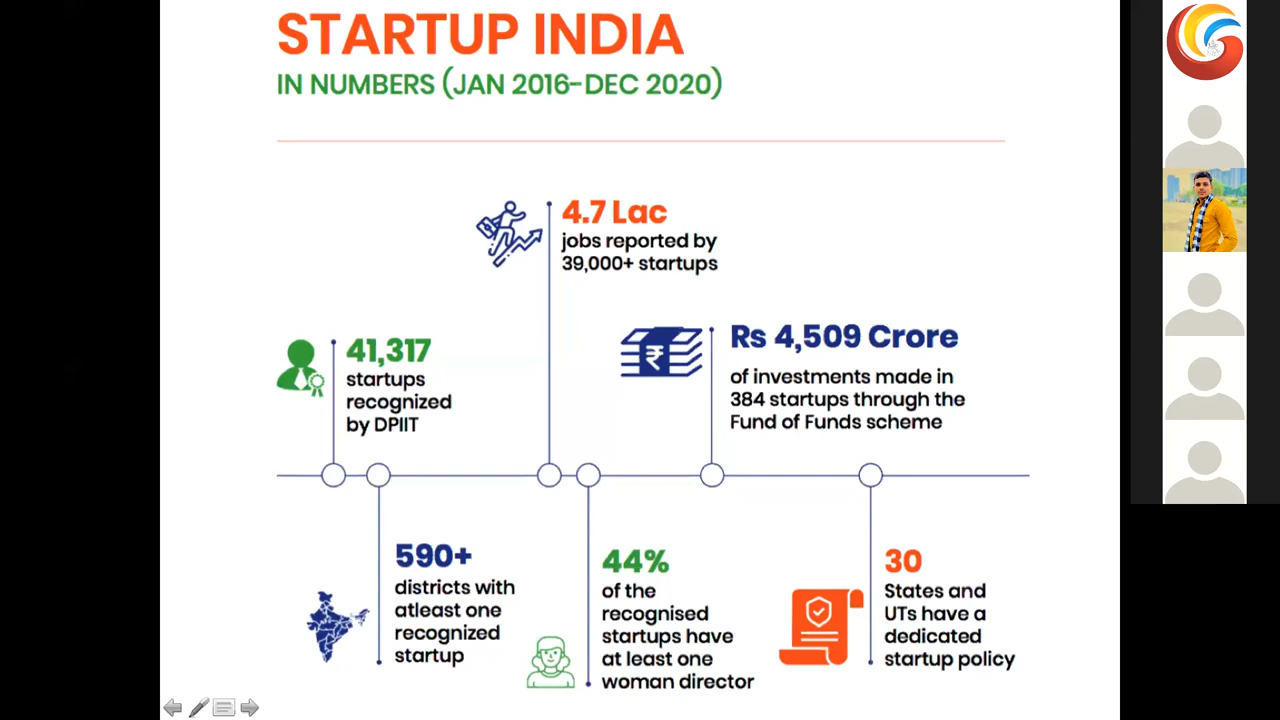 STARTUP INDIA
IN NUMBERS (JAN 2016-DEC 2020)
4.7 Lac
jobs reported by
39,000+ startups
41,317
startups
recognized
by DPIIT
₹
Rs 4,509 Crore
of investments made in
384 startups through the
Fund of Funds scheme
590+
districts with
atleast one
recognized
startup
44%
of the
recognised
startups have
at least one
woman director
30
States and
UTs have a
dedicated
startup policy